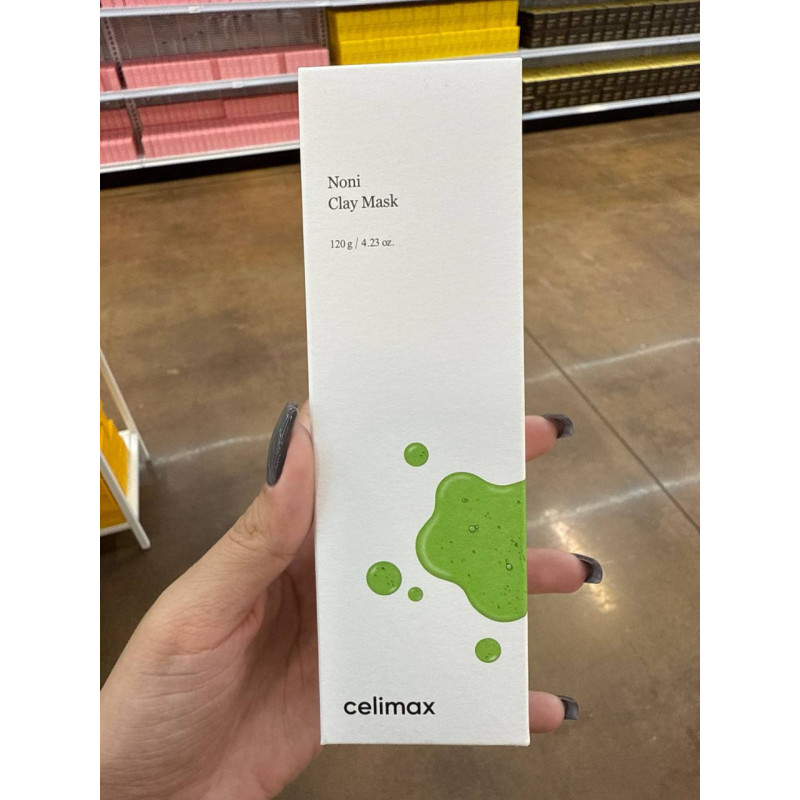 Noni
Clay Mask
120 g / 4.23 oz.
celimax